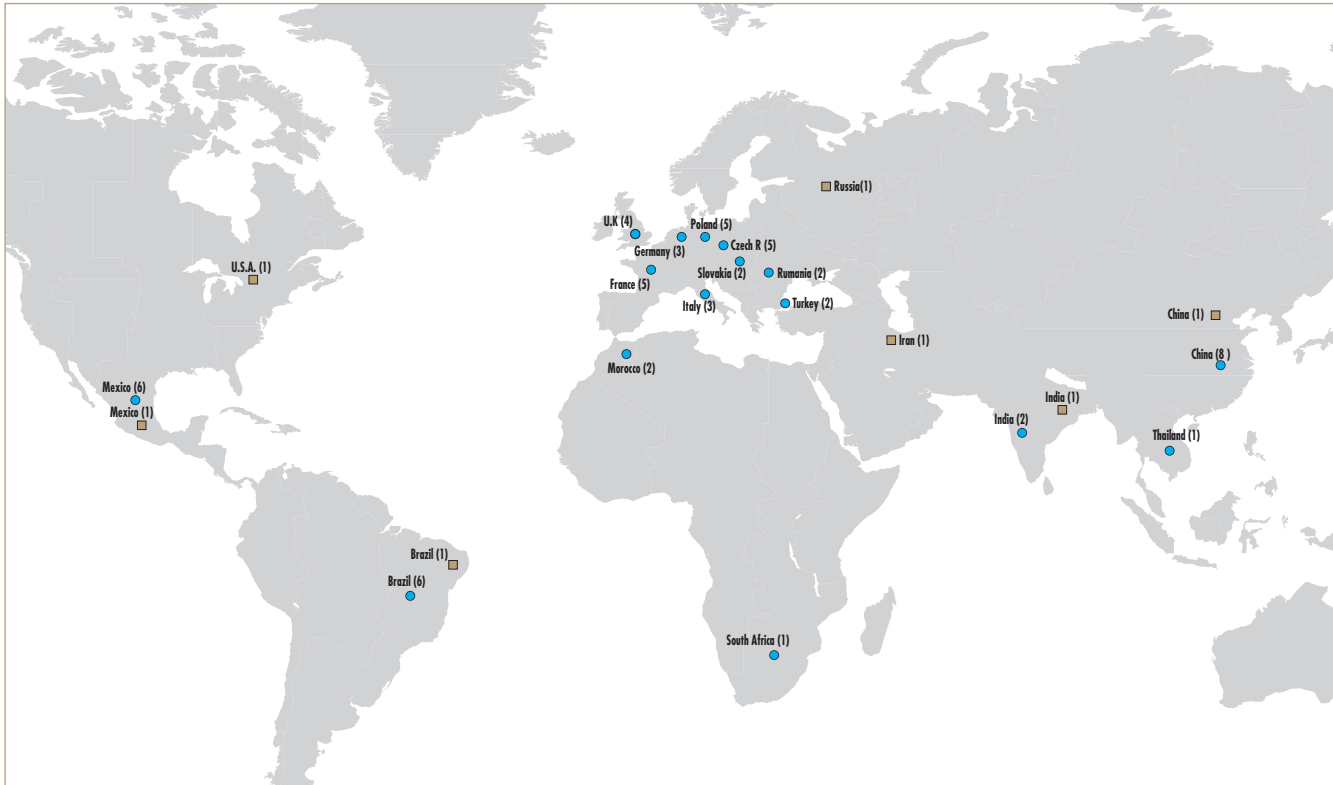 Russia(1)
U.K (4)
Poland (5)
Germany (3)
Czech R (5)
U.S.A. (1)
Slovakia (2)
Rumania (2)
France (5)
Italy (3)
Turkey (2)
China (1)
Iran (1)
China (8 )
Morocco (2)
Mexico (6)
Mexico (1)
India (1)
India (2)
Thailand (1)
Brazil (1)
Brazil (6)
South Africa (1)